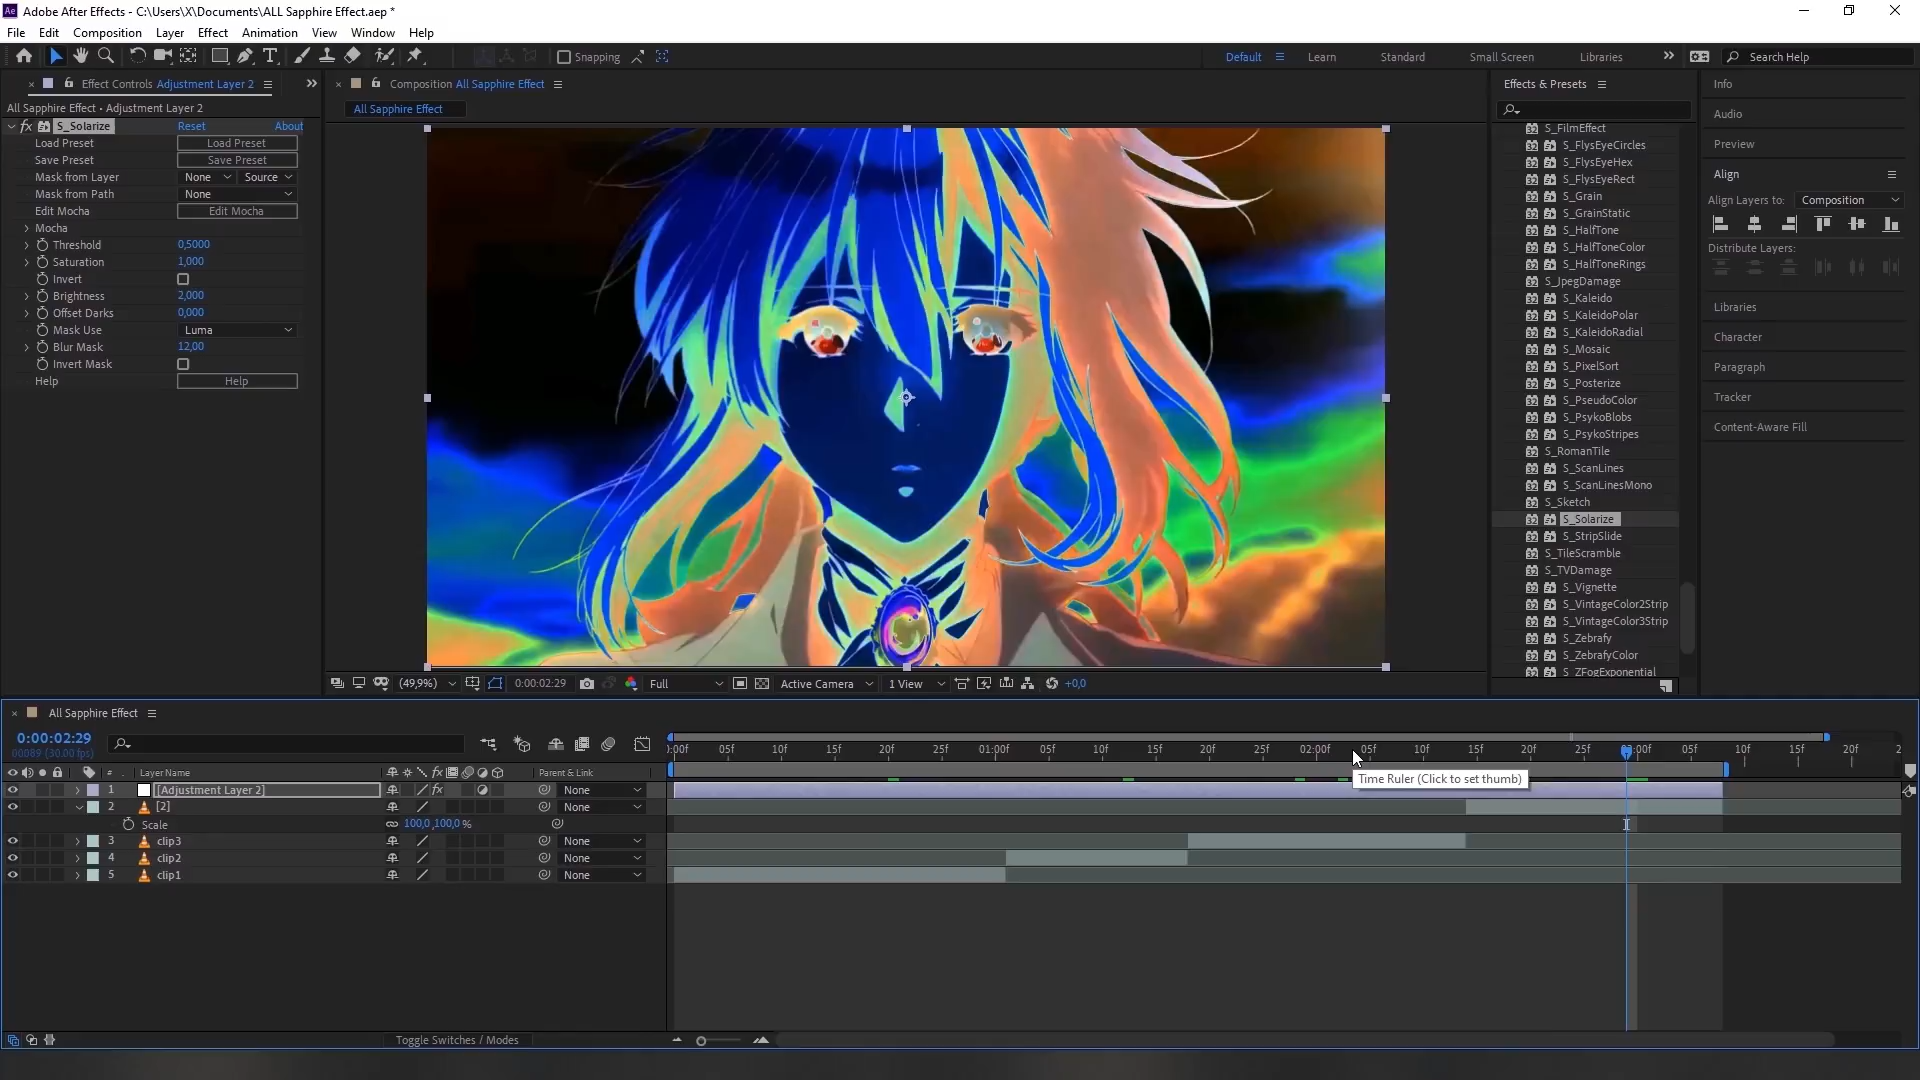 Adobe After Effects - C:\Users\X\Documents\ALL Sapphire Effect.aep *
File Edit Composition Layer Effect Animation View Window Help
Snapping
Default Learn Standard Small Screen Libraries Search Help
Effect Controls Adjustment Layer 2
All Sapphire Effect • Adjustment Layer 2
fx S_Solarize Reset About
Load Preset Load Preset
Save Preset Save Preset
Mask from Layer None Source
Mask from Path None
Edit Mocha Edit Mocha
Mocha
Threshold 0,5000
Saturation 1,000
Invert
Brightness 2,000
Offset Darks 0,000
Mask Use Luma
Blur Mask 12,00
Invert Mask
Help Help
Composition All Sapphire Effect
All Sapphire Effect
(49,9%) 0:00:02:29 Full Active Camera 1 View +0,0
Effects & Presets
S_FilmEffect
S_FlysEyeCircles
S_FlysEyeHex
S_FlysEyeRect
S_Grain
S_GrainStatic
S_HalfTone
S_HalfToneColor
S_HalfToneRings
S_JpegDamage
S_Kaleido
S_KaleidoPolar
S_KaleidoRadial
S_Mosaic
S_PixelSort
S_Posterize
S_PseudoColor
S_PsykoBlobs
S_PsykoStripes
S_RomanTile
S_ScanLines
S_ScanLinesMono
S_Sketch
S_Solarize
S_StripSlide
S_TileScramble
S_TVDamage
S_Vignette
S_VintageColor2Strip
S_VintageColor3Strip
S_Zebrafy
S_ZebrafyColor
S_ZFogExponential
Info
Audio
Preview
Align
Align Layers to: Composition
Distribute Layers:
Libraries
Character
Paragraph
Tracker
Content-Aware Fill
All Sapphire Effect
0:00:02:29
00089 (30.00 fps)
:00f 05f 10f 15f 20f 25f 01:00f 05f 10f 15f 20f 25f 02:00f 05f 10f 15f 20f 25f :00f 05f 10f 15f 20f 2
# Layer Name fx Parent & Link
Time Ruler (Click to set thumb)
1 [Adjustment Layer 2] fx None
2 [2] None
Scale 100,0,100,0 %
3 clip3 None
4 clip2 None
5 clip1 None
Toggle Switches / Modes